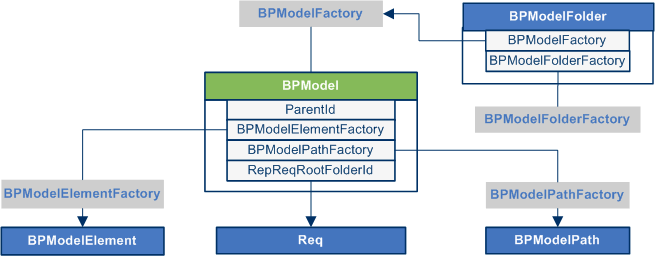 BPModelFactory
BPModelFolder
BPModelFactory
BPModelFolderFactory
BPModelFolderFactory
BPModel
ParentId
BPModelElementFactory
BPModelPathFactory
RepReqRootFolderId
BPModelElementFactory
BPModelPathFactory
BPModelElement
Req
BPModelPath